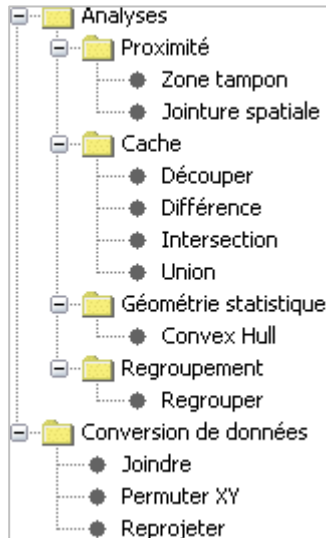 Analyses
Proximité
Zone tampon
Jointure spatiale
Cache
Découper
Différence
Intersection
Union
Géométrie statistique
Convex Hull
Regroupement
Regrouper
Conversion de données
Joindre
Permuter XY
Reprojeter